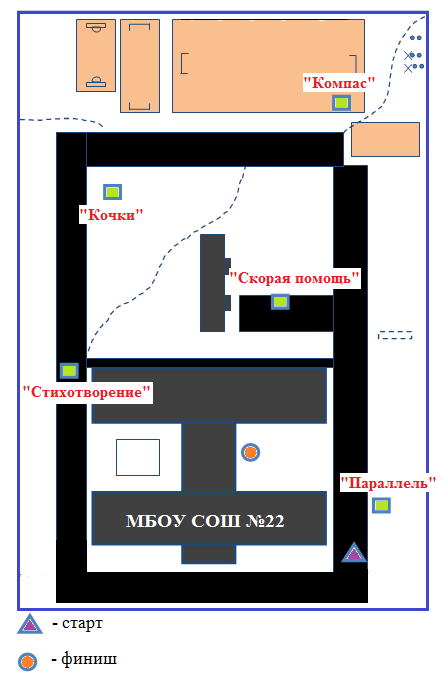 "Компас"
"Кочки"
"Скорая помощь"
"Стихотворение"
"Параллель"
МБОУ СОШ №22
- старт
- финиш